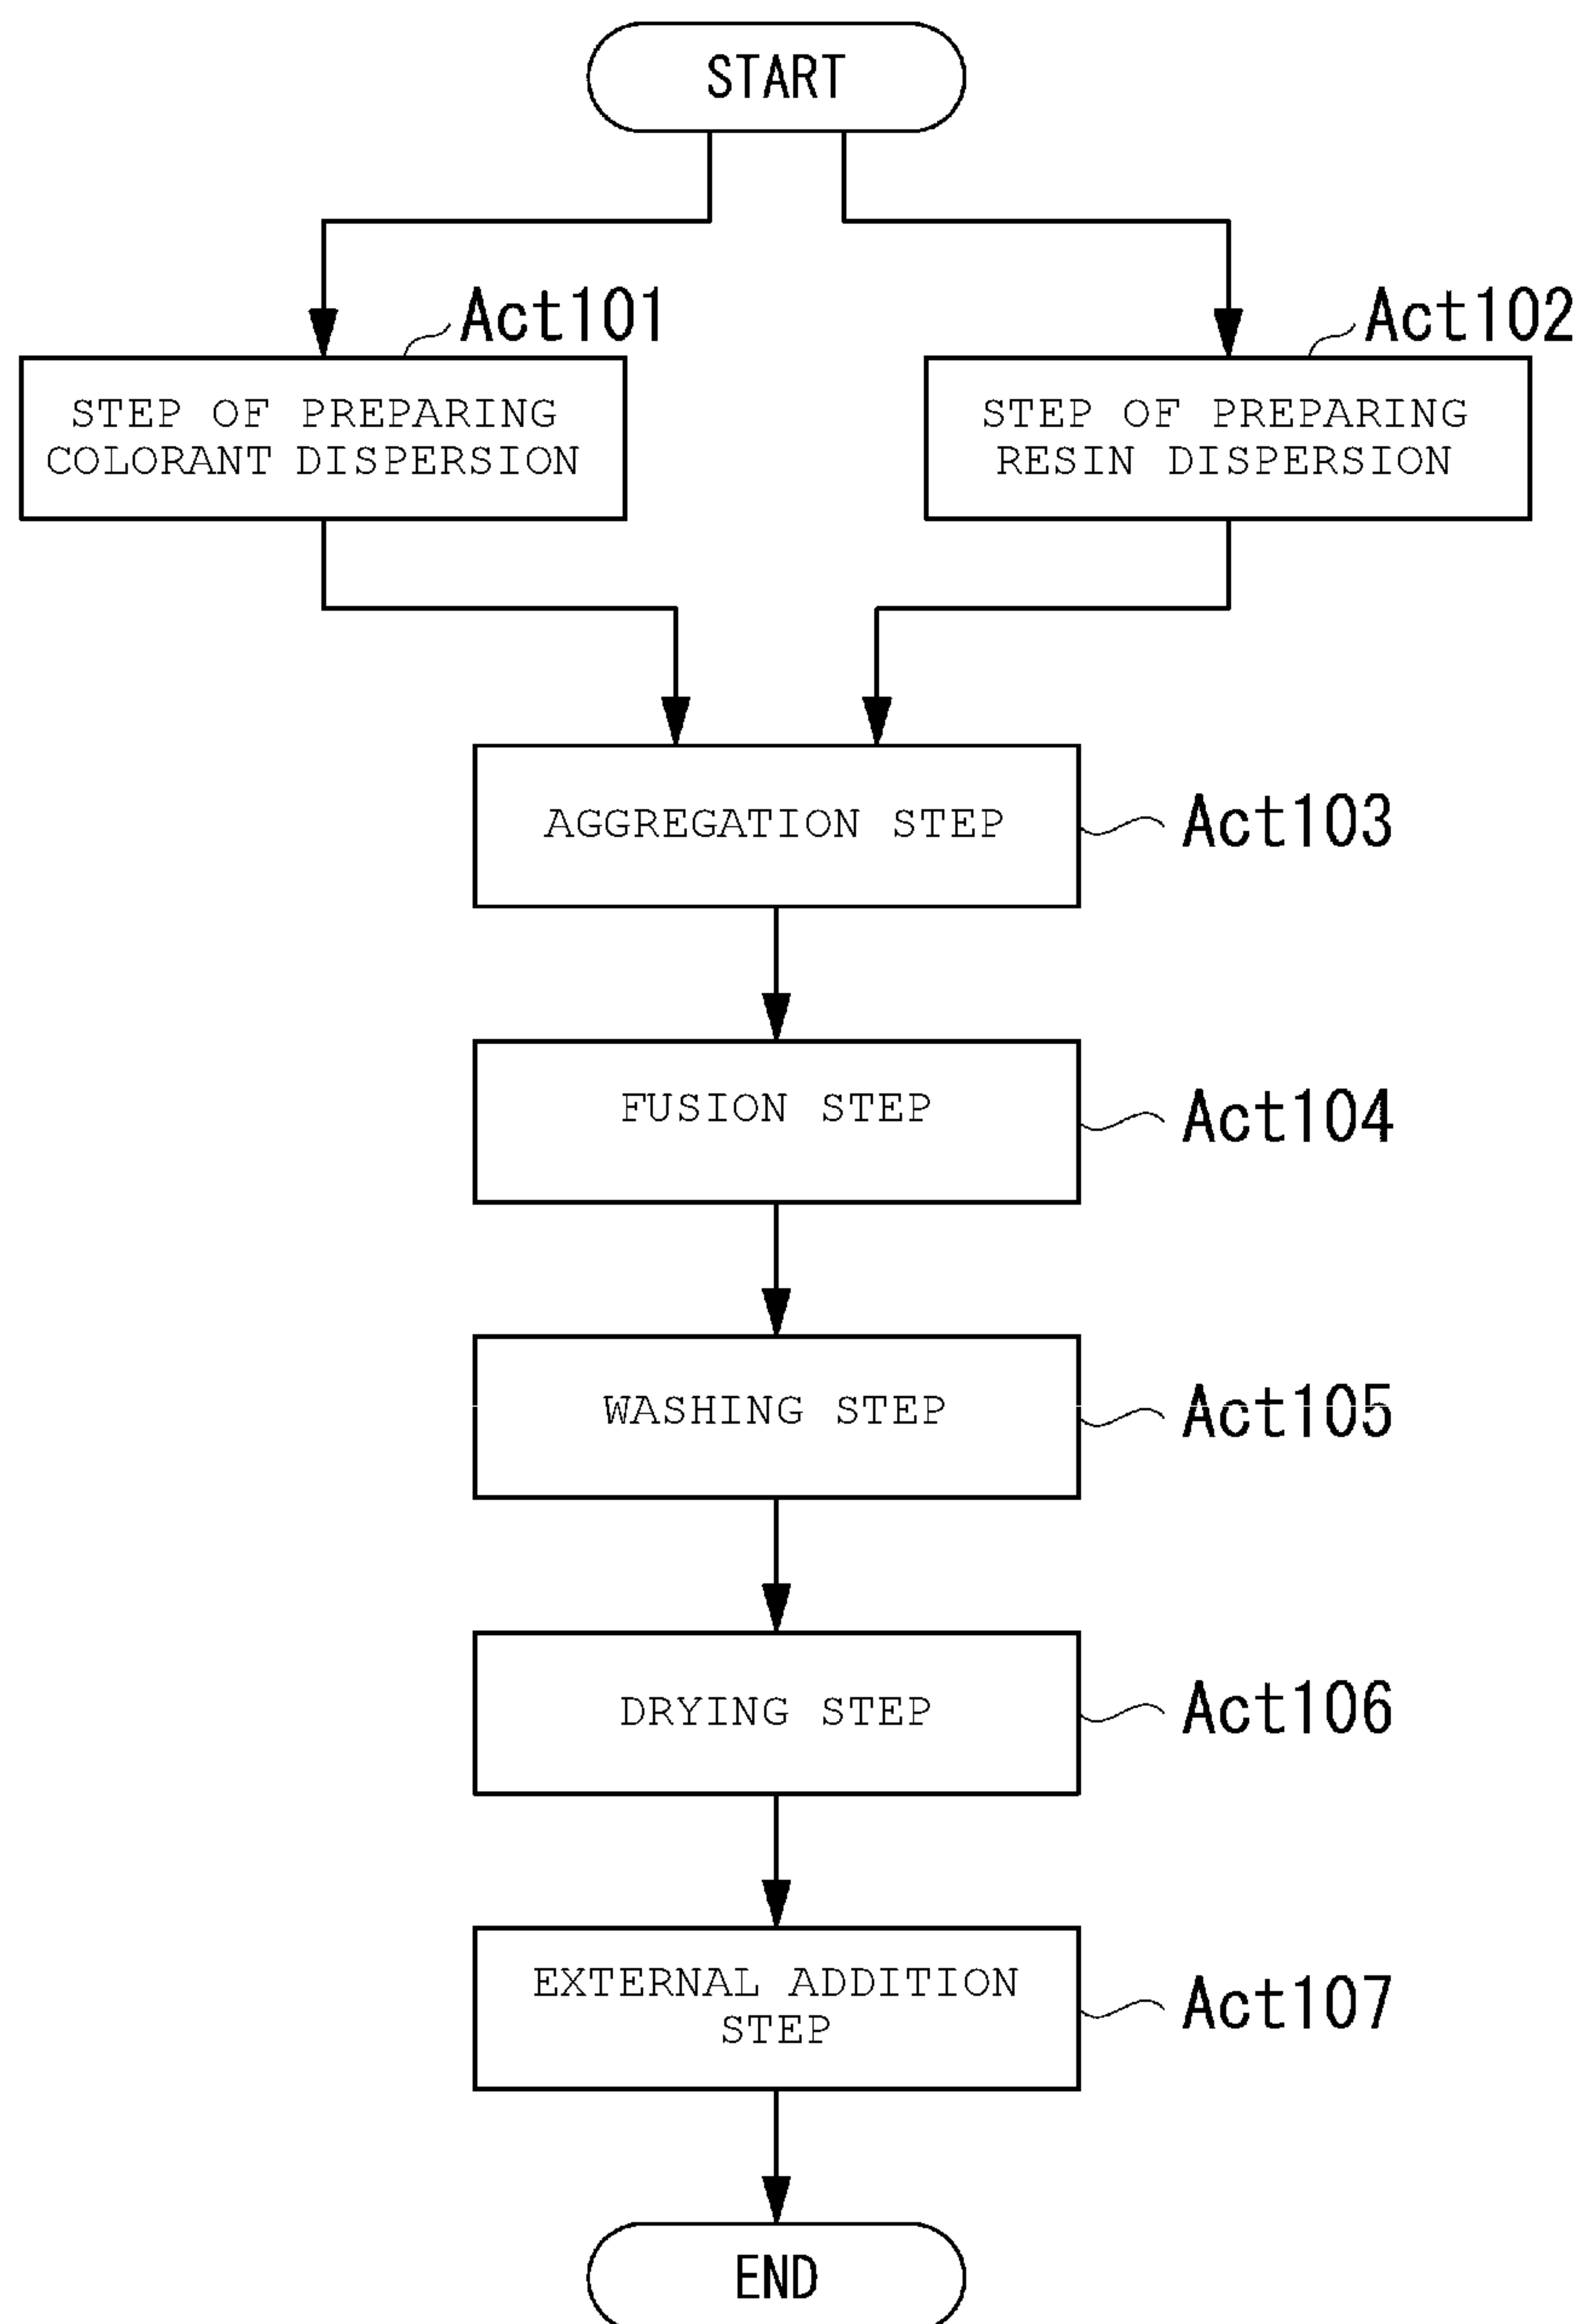 START
Act101
Act102
STEP OF PREPARING
COLORANT DISPERSION
STEP OF PREPARING
RESIN DISPERSION
AGGREGATION STEP
Act103
FUSION STEP
Act104
WASHING STEP
Act105
DRYING STEP
Act106
EXTERNAL ADDITION
STEP
Act107
END